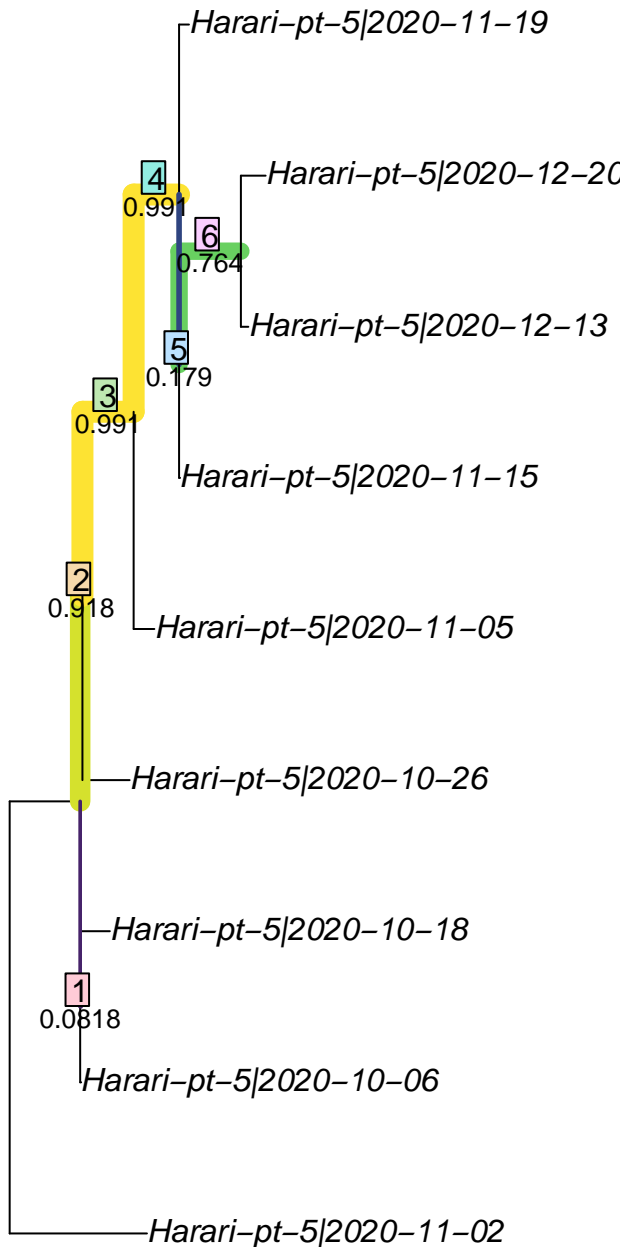 Harari-pt-5|2020-11-19
4
Harari-pt-5|2020-12-20
0.991
6
0.764
Harari-pt-5|2020-12-13
5
0.179
3
0.991
Harari-pt-5|2020-11-15
2
0.918
Harari-pt-5|2020-11-05
Harari-pt-5|2020-10-26
Harari-pt-5|2020-10-18
1
0.0818
Harari-pt-5|2020-10-06
Harari-pt-5|2020-11-02